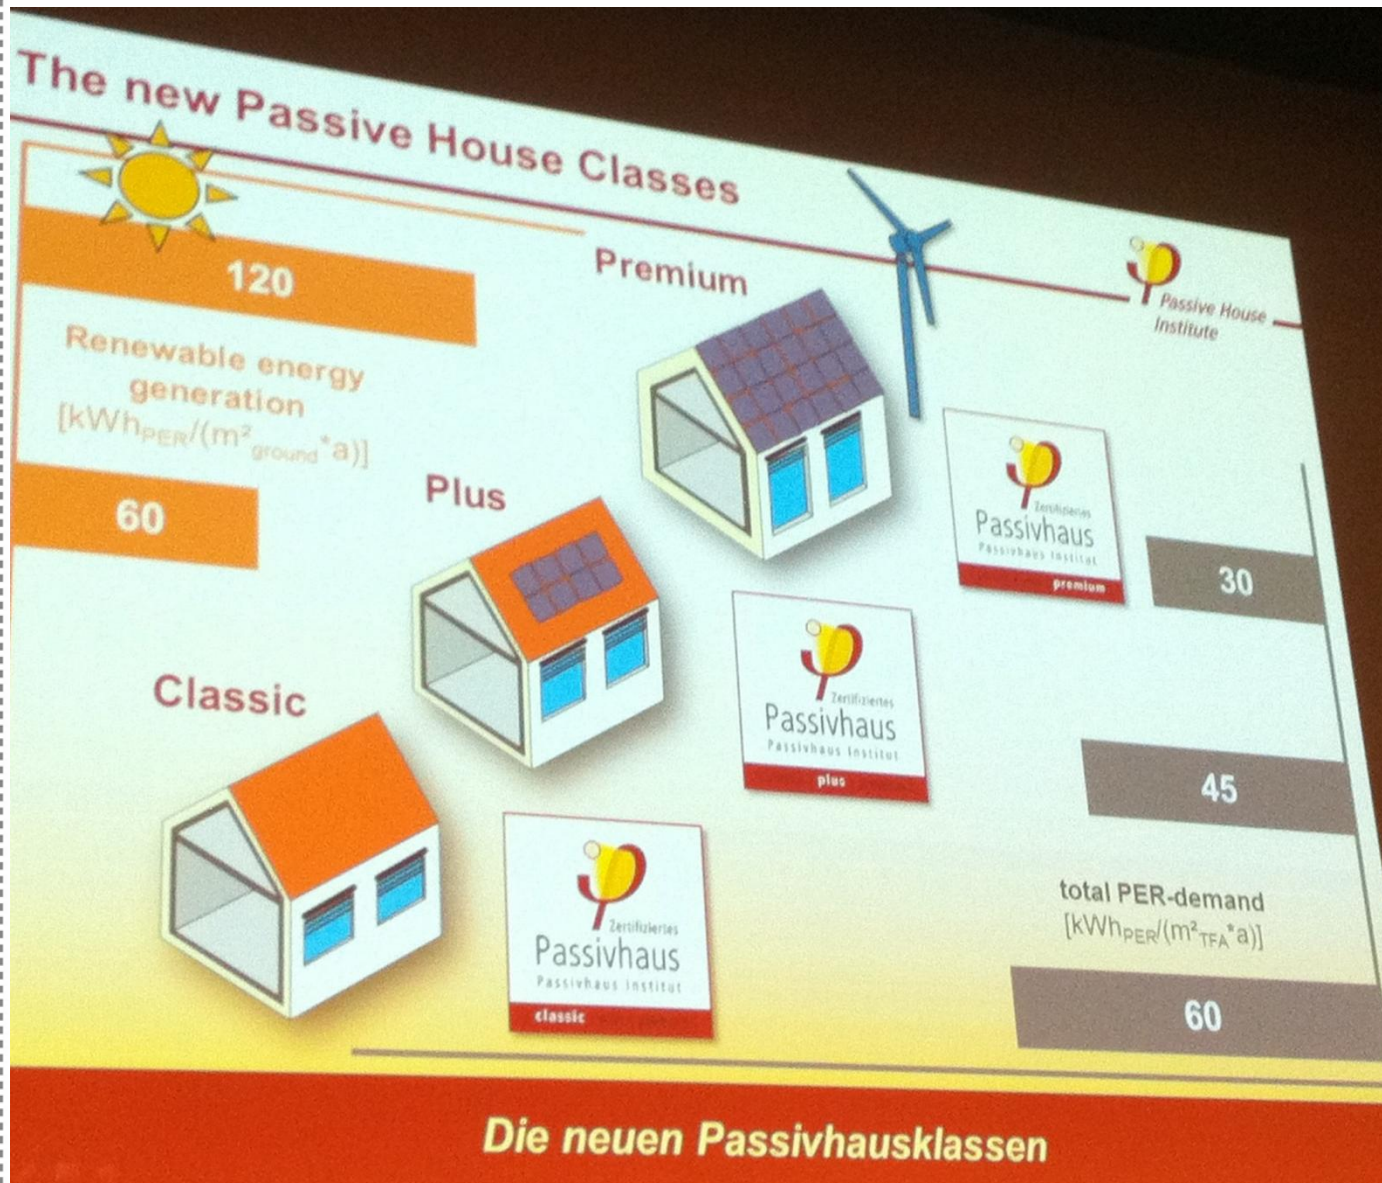 The new Passive House Classes
Passive House
Institute
120
Renewable energy
generation
[kWhPER/(m²ground*a)]
60
Premium
Zertifiziertes
Passivhaus
Passivhaus Institut
premium
30
Plus
Zertifiziertes
Passivhaus
Passivhaus Institut
plus
45
Classic
Zertifiziertes
Passivhaus
Passivhaus Institut
classic
total PER-demand
[kWhPER/(m²TFA*a)]
60
Die neuen Passivhausklassen